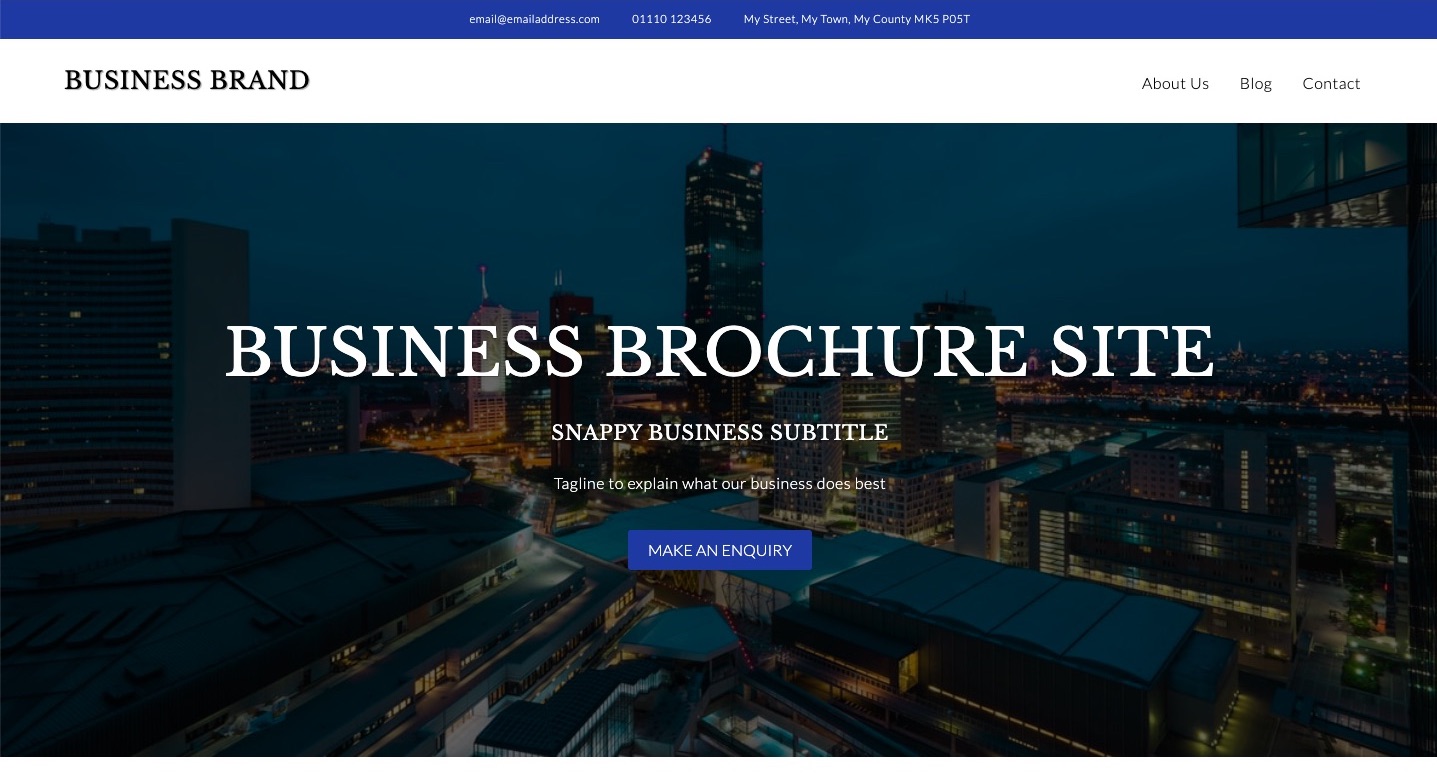 email@emailaddress.com 01110 123456 My Street, My Town, My County MK5 P05T
BUSINESS BRAND
About Us Blog Contact
BUSINESS BROCHURE SITE
SNAPPY BUSINESS SUBTITLE
Tagline to explain what our business does best
MAKE AN ENQUIRY